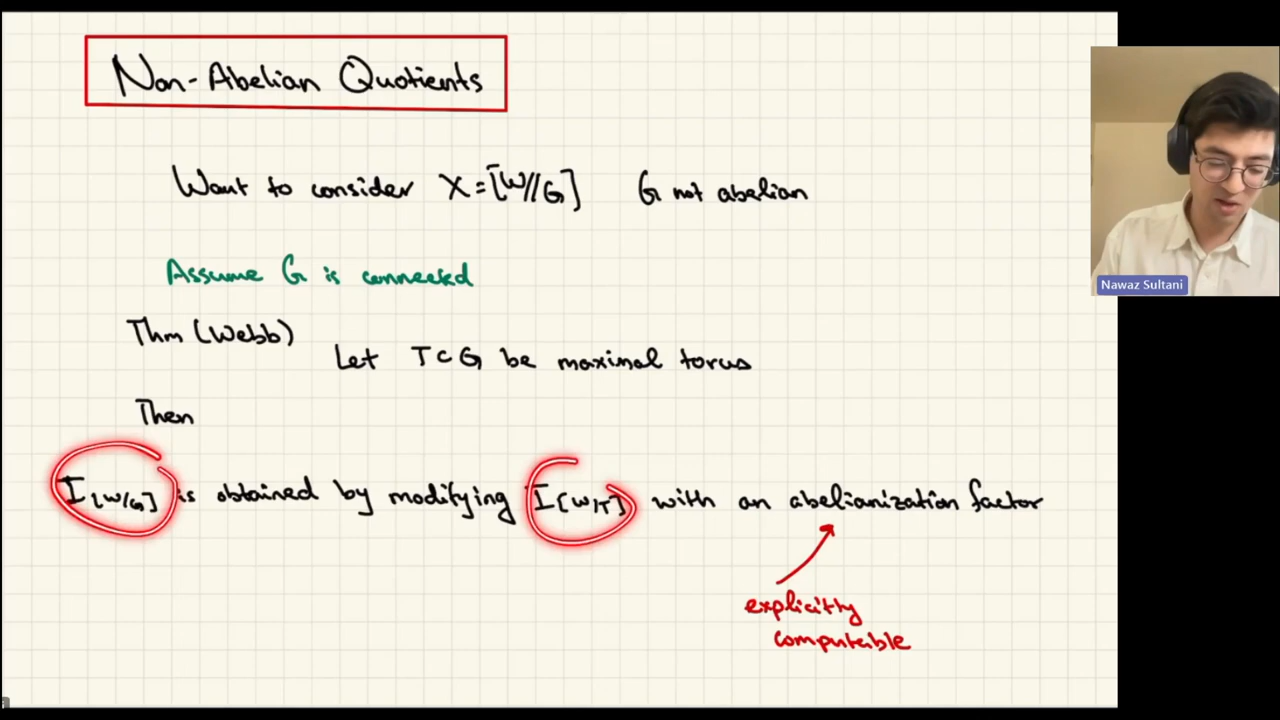 Non-Abelian Quotients
Want to consider X = [W//G] G not abelian
Assume G is connected
Thm (Webb)
Let T ⊂ G be maximal torus
Then
I[W/G] is obtained by modifying I[W/T] with an abelianization factor
explicitly
computable
Nawaz Sultani